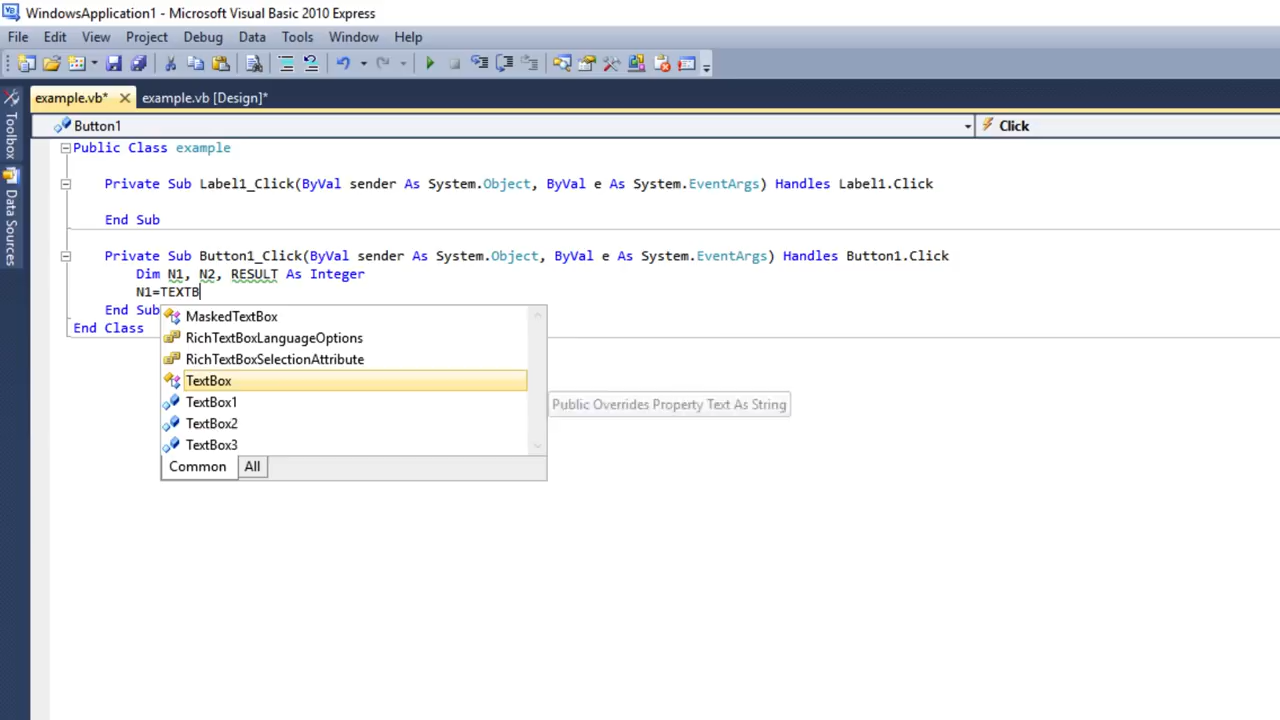 WindowsApplication1 - Microsoft Visual Basic 2010 Express
File Edit View Project Debug Data Tools Window Help
example.vb* example.vb [Design]*
Toolbox
Data Sources
Button1 Click
Public Class example
Private Sub Label1_Click(ByVal sender As System.Object, ByVal e As System.EventArgs) Handles Label1.Click
End Sub
Private Sub Button1_Click(ByVal sender As System.Object, ByVal e As System.EventArgs) Handles Button1.Click
Dim N1, N2, RESULT As Integer
N1=TEXTB
End Sub
End Class
MaskedTextBox
RichTextBoxLanguageOptions
RichTextBoxSelectionAttribute
TextBox
TextBox1
Public Overrides Property Text As String
TextBox2
TextBox3
Common All